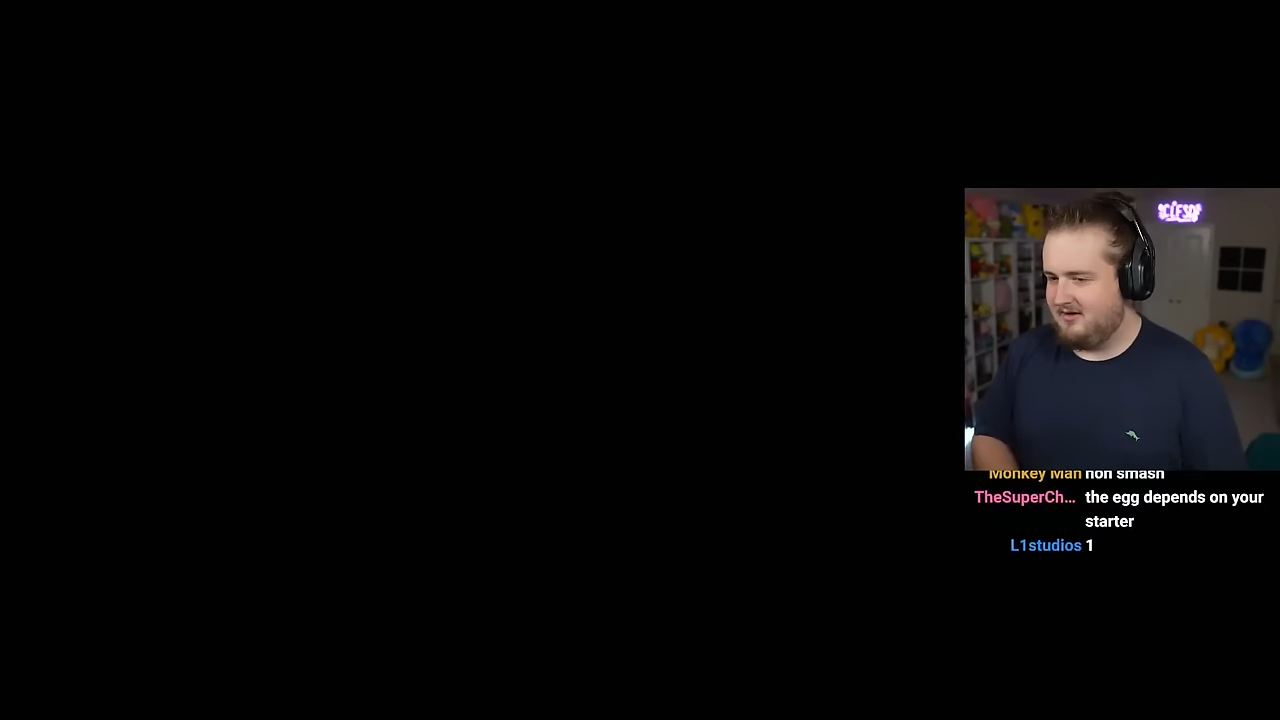 Monkey Man non smash
TheSuperCh… the egg depends on your
starter
L1studios 1